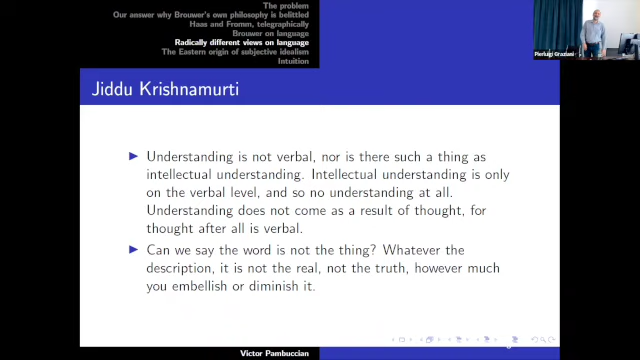 The problem
Our answer why Brouwer's own philosophy is belittled
Haas and Fromm, telegraphically
Brouwer on language
Radically different views on language
The Eastern origin of subjective idealism
Intuition
Pierluigi Graziani
Jiddu Krishnamurti
Understanding is not verbal, nor is there such a thing as
intellectual understanding. Intellectual understanding is only
on the verbal level, and so no understanding at all.
Understanding does not come as a result of thought, for
thought after all is verbal.
Can we say the word is not the thing? Whatever the
description, it is not the real, not the truth, however much
you embellish or diminish it.
Victor Pambuccian